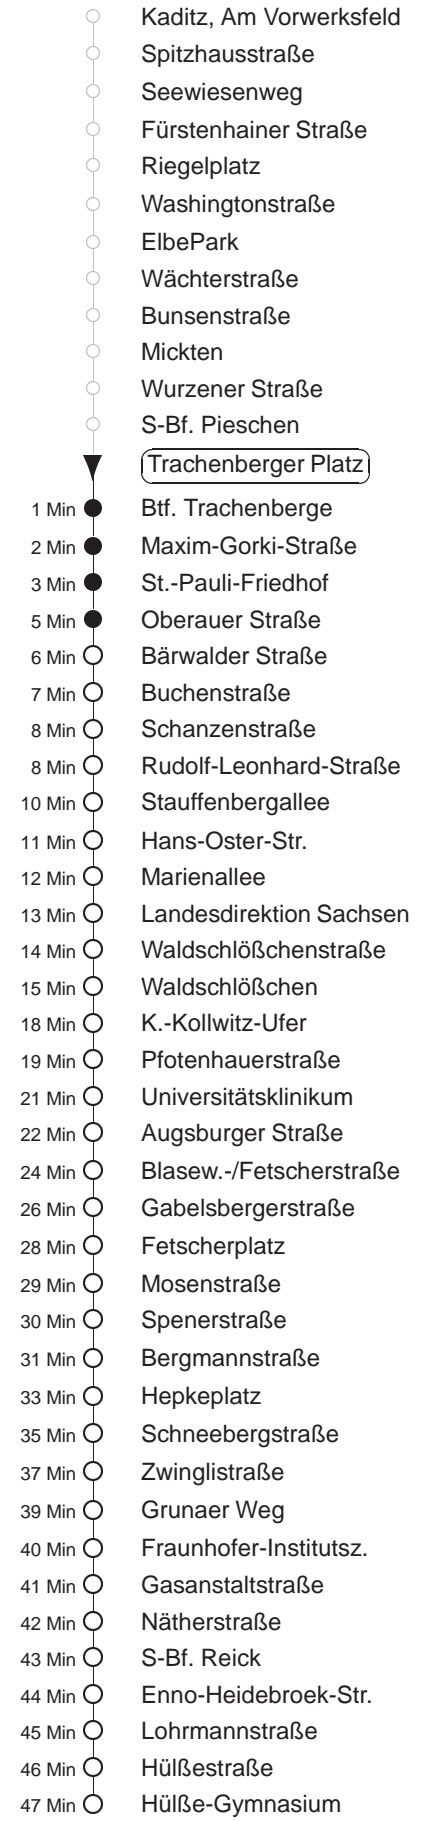 Kaditz, Am Vorwerksfeld
Spitzhausstraße
Seewiesenweg
Fürstenhainer Straße
Riegelplatz
Washingtonstraße
ElbePark
Wächterstraße
Bunsenstraße
Mickten
Wurzener Straße
S-Bf. Pieschen
Trachenberger Platz
1 Min Btf. Trachenberge
2 Min Maxim-Gorki-Straße
3 Min St.-Pauli-Friedhof
5 Min Oberauer Straße
6 Min Bärwalder Straße
7 Min Buchenstraße
8 Min Schanzenstraße
8 Min Rudolf-Leonhard-Straße
10 Min Stauffenbergallee
11 Min Hans-Oster-Str.
12 Min Marienallee
13 Min Landesdirektion Sachsen
14 Min Waldschlößchenstraße
15 Min Waldschlößchen
18 Min K.-Kollwitz-Ufer
19 Min Pfotenhauerstraße
21 Min Universitätsklinikum
22 Min Augsburger Straße
24 Min Blasew.-/Fetscherstraße
26 Min Gabelsbergerstraße
28 Min Fetscherplatz
29 Min Mosenstraße
30 Min Spenerstraße
31 Min Bergmannstraße
33 Min Hepkeplatz
35 Min Schneebergstraße
37 Min Zwinglistraße
39 Min Grunaer Weg
40 Min Fraunhofer-Institutsz.
41 Min Gasanstaltstraße
42 Min Nätherstraße
43 Min S-Bf. Reick
44 Min Enno-Heidebroek-Str.
45 Min Lohrmannstraße
46 Min Hülßestraße
47 Min Hülße-Gymnasium